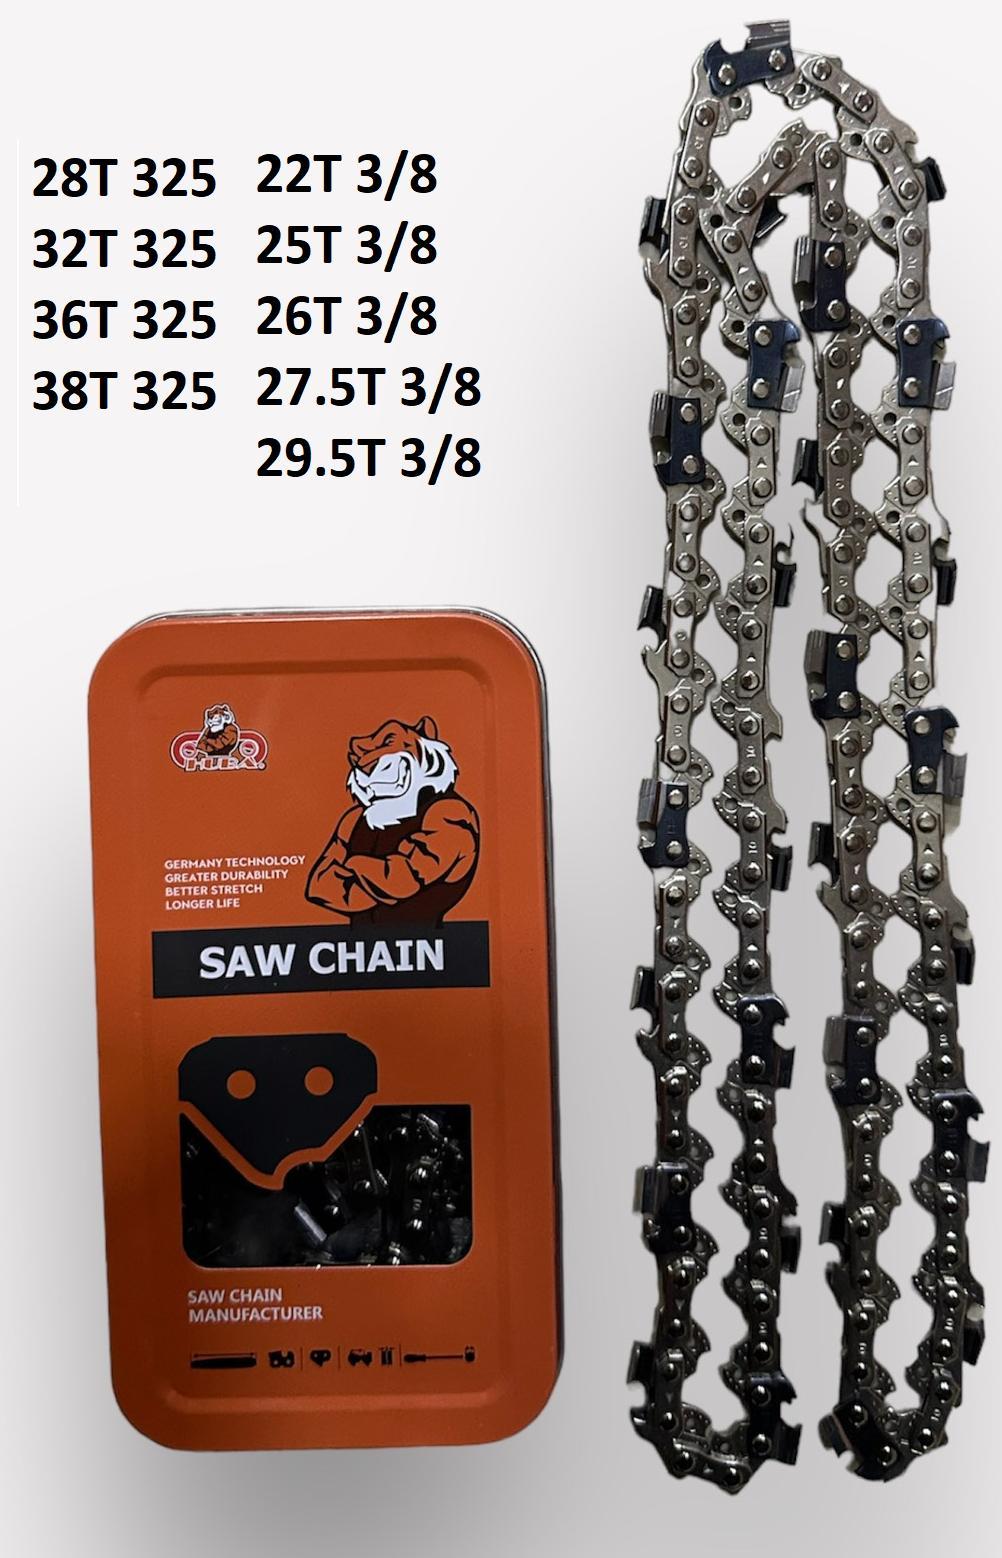 28T 325
32T 325
36T 325
38T 325
22T 3/8
25T 3/8
26T 3/8
27.5T 3/8
29.5T 3/8
HUBA®
GERMANY TECHNOLOGY
GREATER DURABILITY
BETTER STRETCH
LONGER LIFE
SAW CHAIN
SAW CHAIN
MANUFACTURER